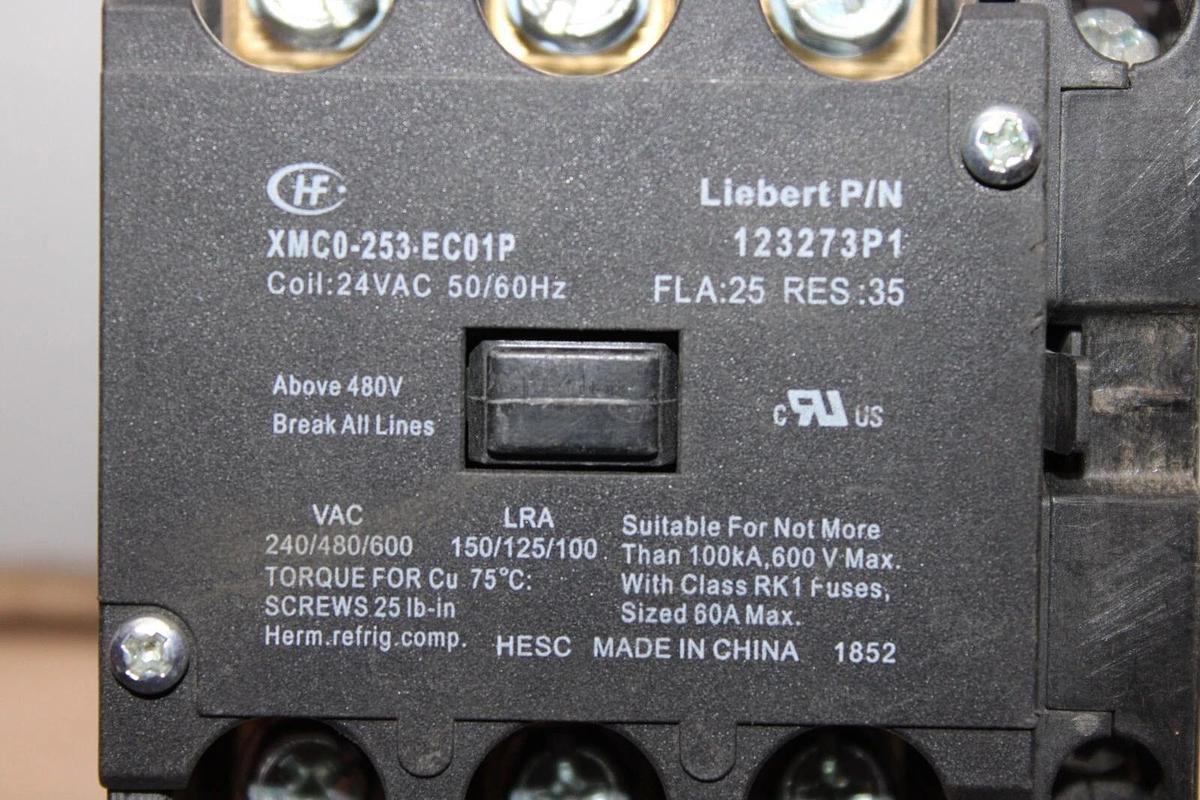 HF
Liebert P/N
XMC0-253-EC01P
123273P1
Coil:24VAC 50/60Hz
FLA:25 RES:35
Above 480V
Break All Lines
c RU US
VAC LRA
240/480/600 150/125/100
TORQUE FOR Cu 75°C:
SCREWS 25 lb-in
Herm.refrig.comp.
Suitable For Not More
Than 100kA,600 V Max.
With Class RK1 Fuses,
Sized 60A Max.
HESC MADE IN CHINA 1852